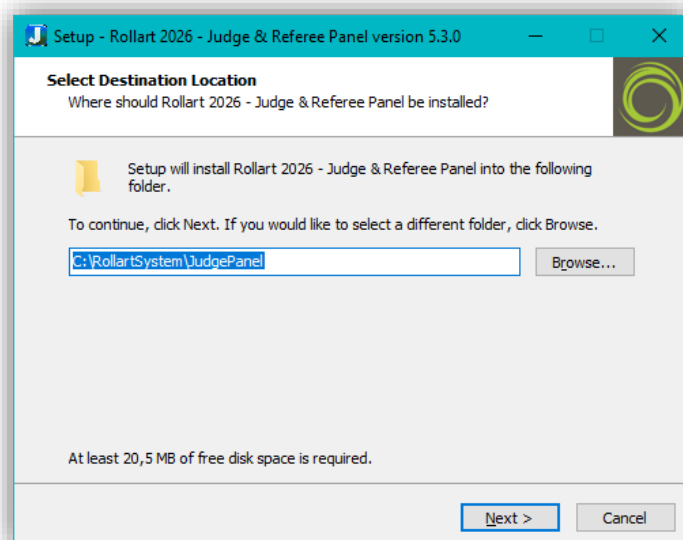 Setup - Rollart 2026 - Judge & Referee Panel version 5.3.0
Select Destination Location
Where should Rollart 2026 - Judge & Referee Panel be installed?
Setup will install Rollart 2026 - Judge & Referee Panel into the following
folder.
To continue, click Next. If you would like to select a different folder, click Browse.
C:\RollartSystem\JudgePanel
Browse...
At least 20,5 MB of free disk space is required.
Next >
Cancel